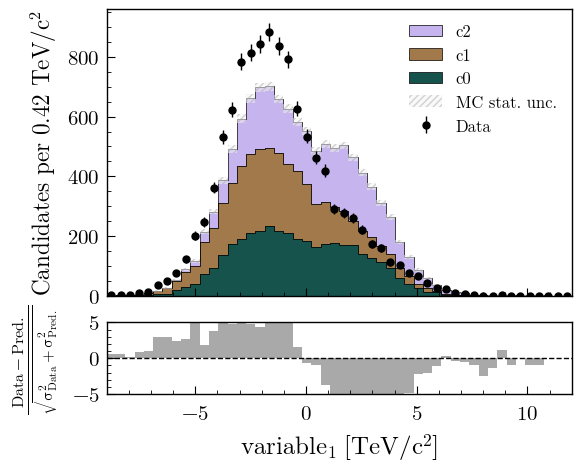 Candidates per 0.42 TeV/c²
800
600
400
200
0
c2
c1
c0
MC stat. unc.
Data
Data − Pred.
√σ²Data + σ²Pred.
5
0
−5
−5 0 5 10
variable₁ [TeV/c²]